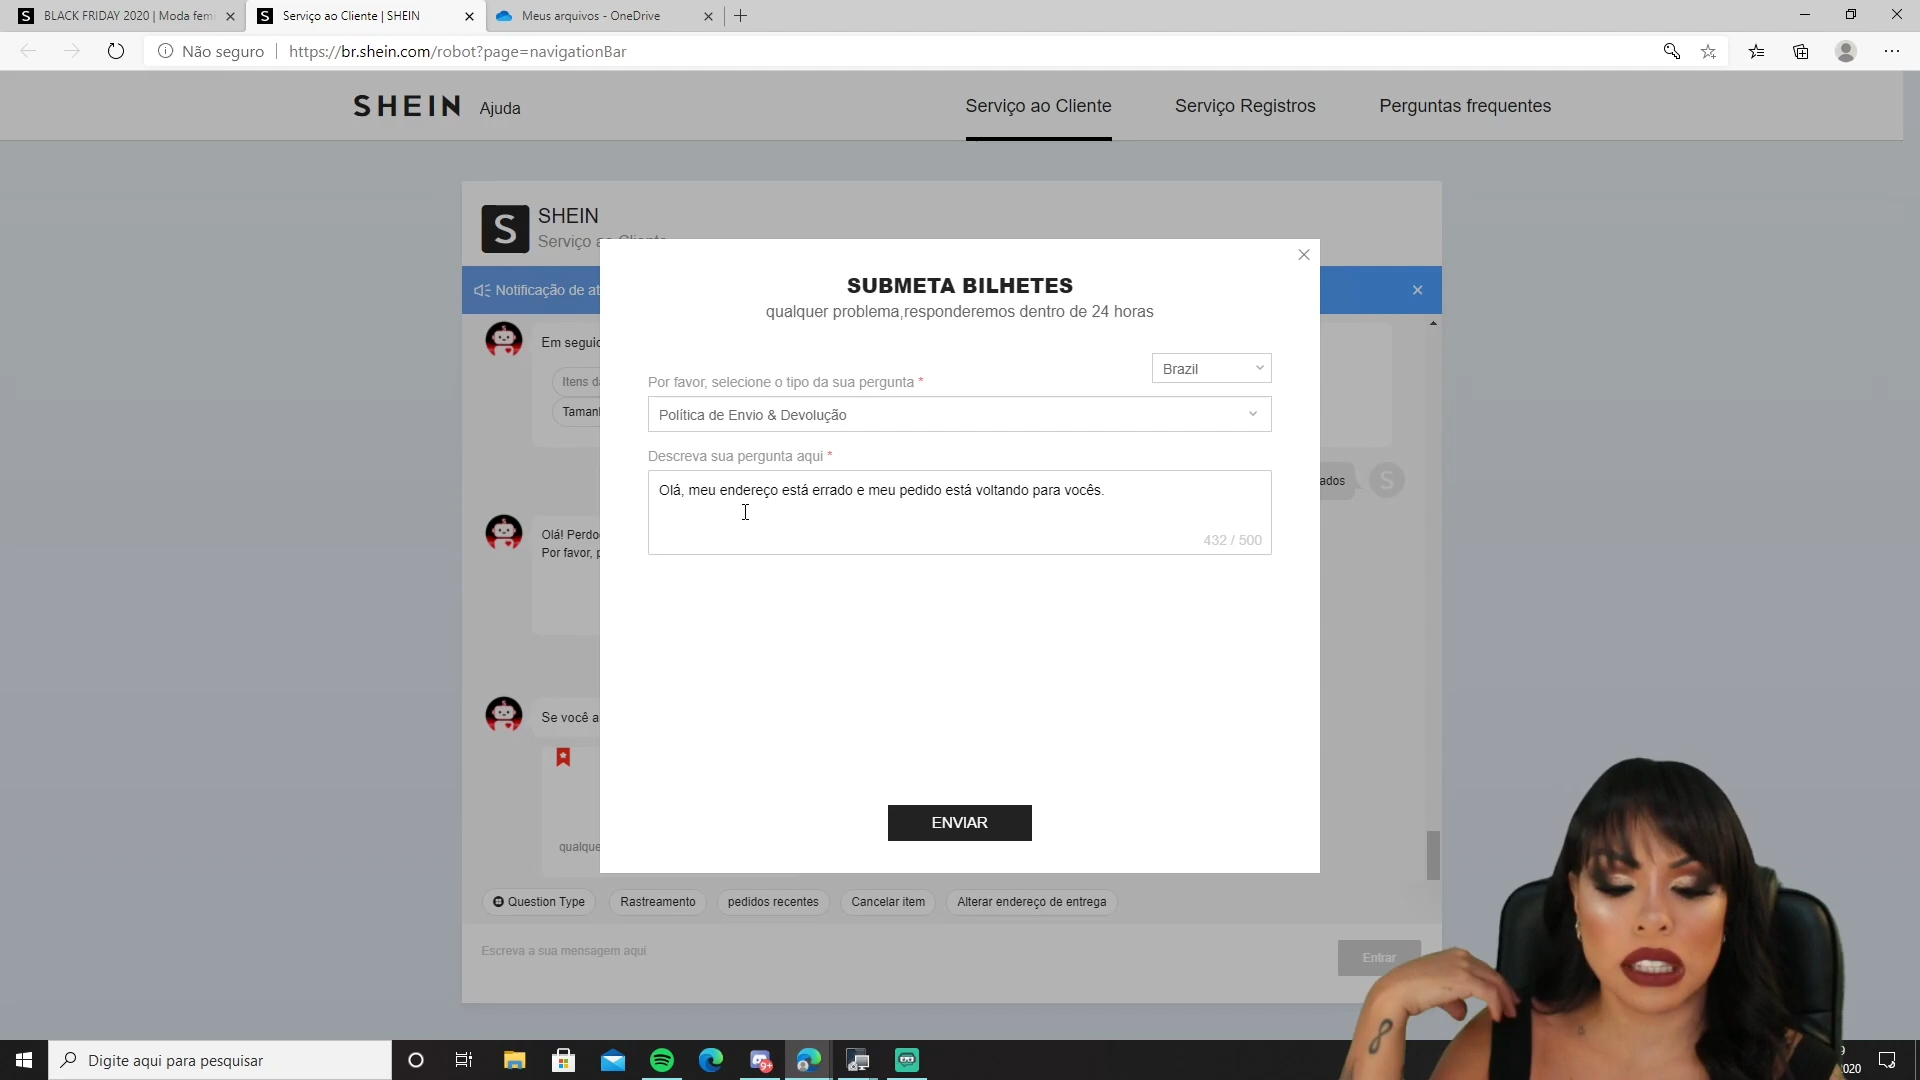 BLACK FRIDAY 2020 | Moda fem
Serviço ao Cliente | SHEIN
Meus arquivos - OneDrive
Não seguro
https://br.shein.com/robot?page=navigationBar
SHEIN Ajuda
Serviço ao Cliente
Serviço Registros
Perguntas frequentes
S
SHEIN
Serviço
Notificação de
SUBMETA BILHETES
qualquer problema,responderemos dentro de 24 horas
Em
Brazil
Por favor, selecione o tipo da sua pergunta *
Itens
Política de Envio & Devolução
Descreva sua pergunta aqui *
Olá, meu endereço está errado e meu pedido está voltando para vocês.
432 / 500
S
Olá!
Por favor,
Se você
qualque
ENVIAR
Question Type
Rastreamento
pedidos recentes
Cancelar item
Alterar endereço de entrega
Escreva a sua mensagem aqui
Entrar
Digite aqui para pesquisar
9+
020